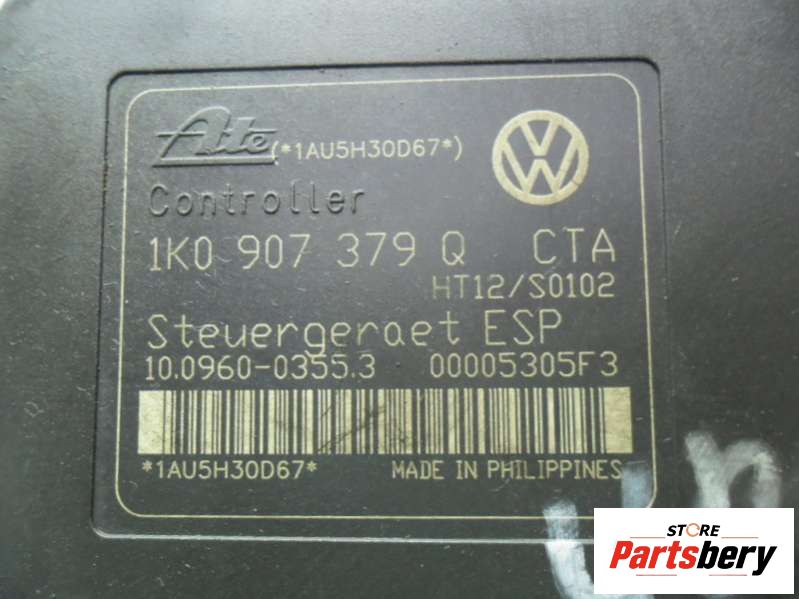 Ate (*1AU5H30D67*)
Controller
1K0 907 379 Q CTA
HT12/S0102
Steuergeraet ESP
10.0960-0355.3 00005305F3
*1AU5H30D67* MADE IN PHILIPPINES
STORE
Partsbery